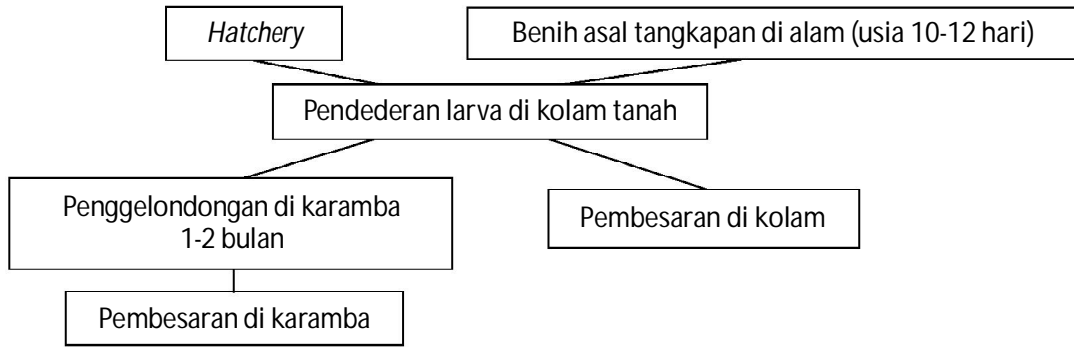 Hatchery
Benih asal tangkapan di alam (usia 10-12 hari)
Pendederan larva di kolam tanah
Penggelondongan di karamba
1-2 bulan
Pembesaran di kolam
Pembesaran di karamba